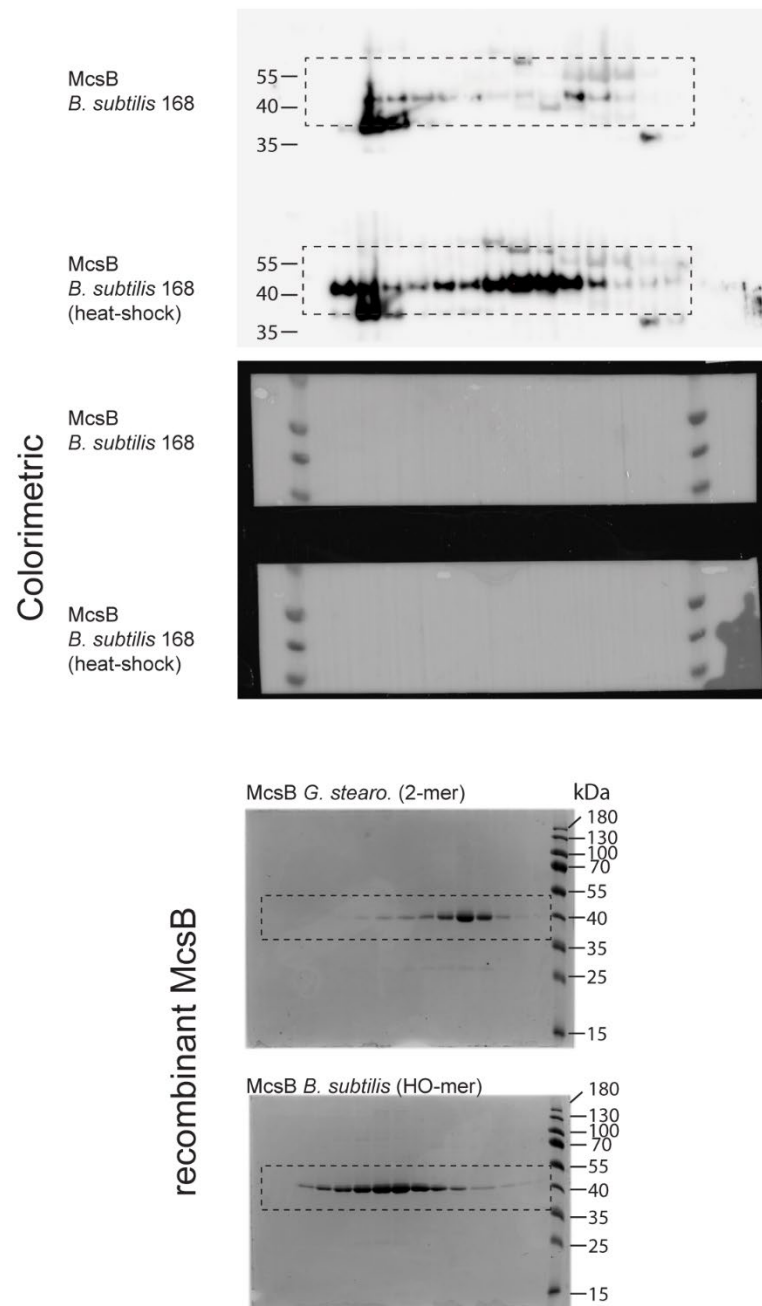 McsB
B. subtilis 168
55
40
35
McsB
B. subtilis 168
(heat-shock)
55
40
35
Colorimetric
McsB
B. subtilis 168
McsB
B. subtilis 168
(heat-shock)
recombinant McsB
McsB G. stearo. (2-mer)
kDa
180
130
100
70
55
40
35
25
15
McsB B. subtilis (HO-mer)
180
130
100
70
55
40
35
25
15